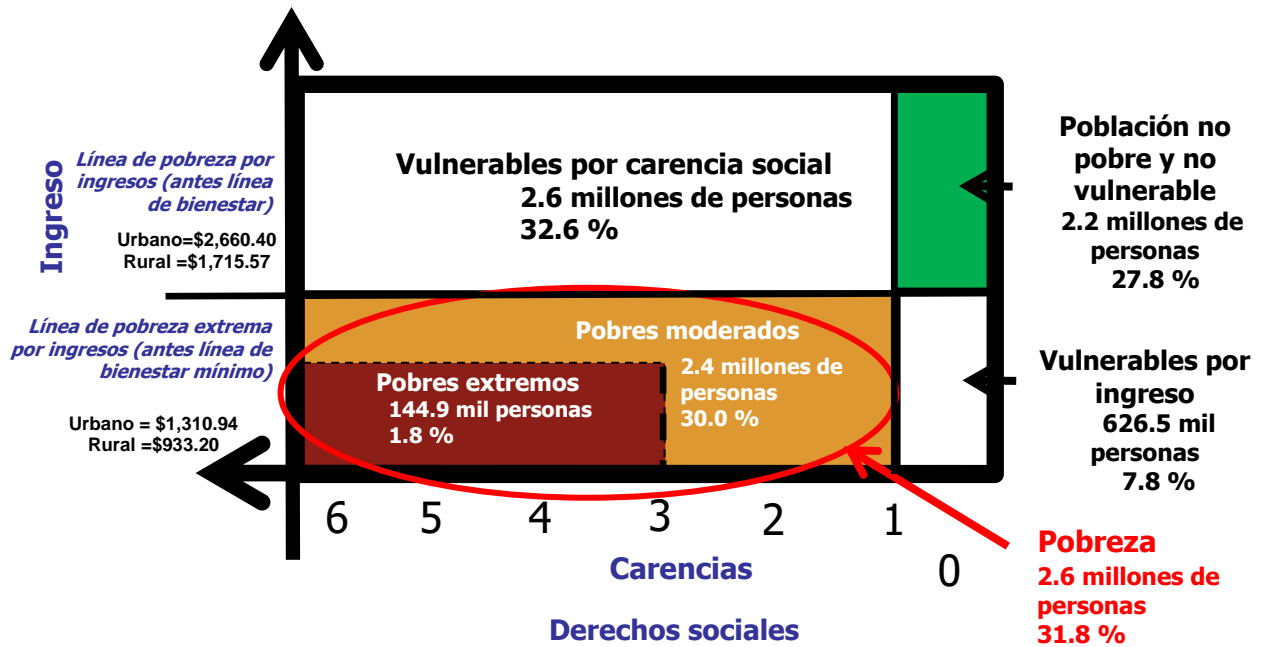 Ingreso
Línea de pobreza por
ingresos (antes línea
de bienestar)
Urbano=$2,660.40
Rural =$1,715.57
Línea de pobreza extrema
por ingresos (antes línea de
bienestar mínimo)
Urbano = $1,310.94
Rural =$933.20
Vulnerables por carencia social
2.6 millones de personas
32.6 %
Pobres moderados
2.4 millones de
personas
30.0 %
Pobres extremos
144.9 mil personas
1.8 %
Población no
pobre y no
vulnerable
2.2 millones de
personas
27.8 %
Vulnerables por
ingreso
626.5 mil
personas
7.8 %
6 5 4 3 2 1 0
Carencias
Derechos sociales
Pobreza
2.6 millones de
personas
31.8 %